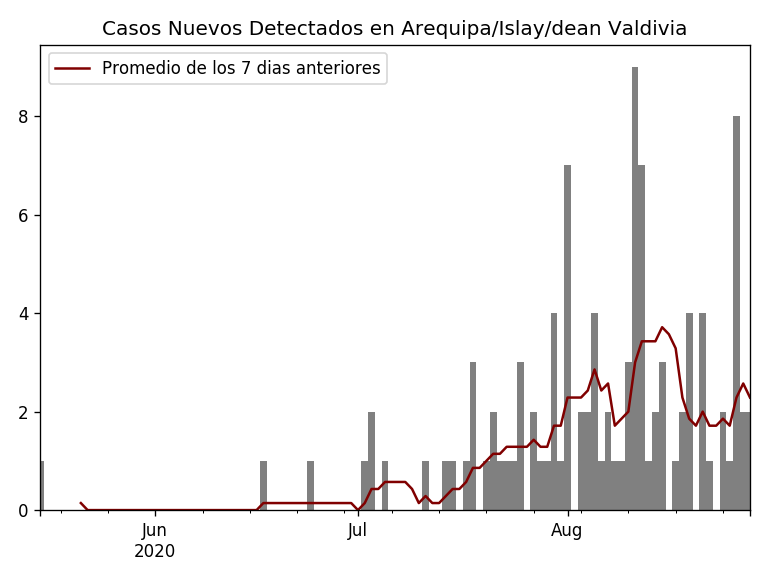 Casos Nuevos Detectados en Arequipa/Islay/dean Valdivia
Promedio de los 7 dias anteriores
8
6
4
2
0
Jun
2020
Jul
Aug